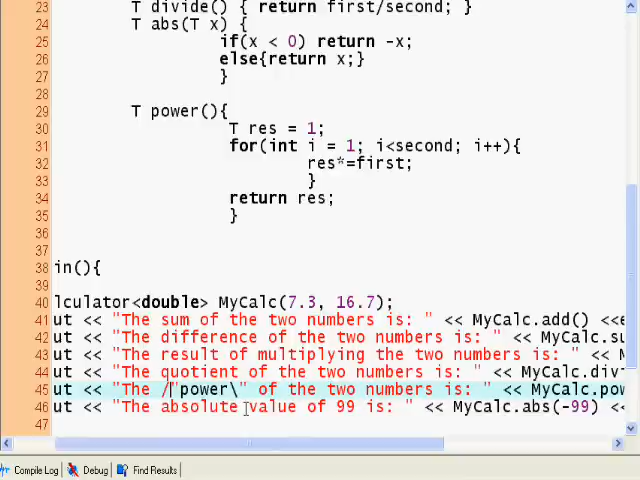 23 T divide() { return first/second; }
24 T abs(T x) {
25 if(x < 0) return -x;
26 else{return x;}
27 }
28
29 T power(){
30 T res = 1;
31 for(int i = 1; i<second; i++){
32 res*=first;
33 }
34 return res;
35 }
36
37
38 in(){
39
40 lculator<double> MyCalc(7.3, 16.7);
41 ut << "The sum of the two numbers is: " << MyCalc.add() <<e
42 ut << "The difference of the two numbers is: " << MyCalc.su
43 ut << "The result of multiplying the two numbers is: " << M
44 ut << "The quotient of the two numbers is: " << MyCalc.divi
45 ut << "The /"power\" of the two numbers is: " << MyCalc.pow
46 ut << "The absolute value of 99 is: " << MyCalc.abs(-99) <<
47
Compile Log Debug Find Results